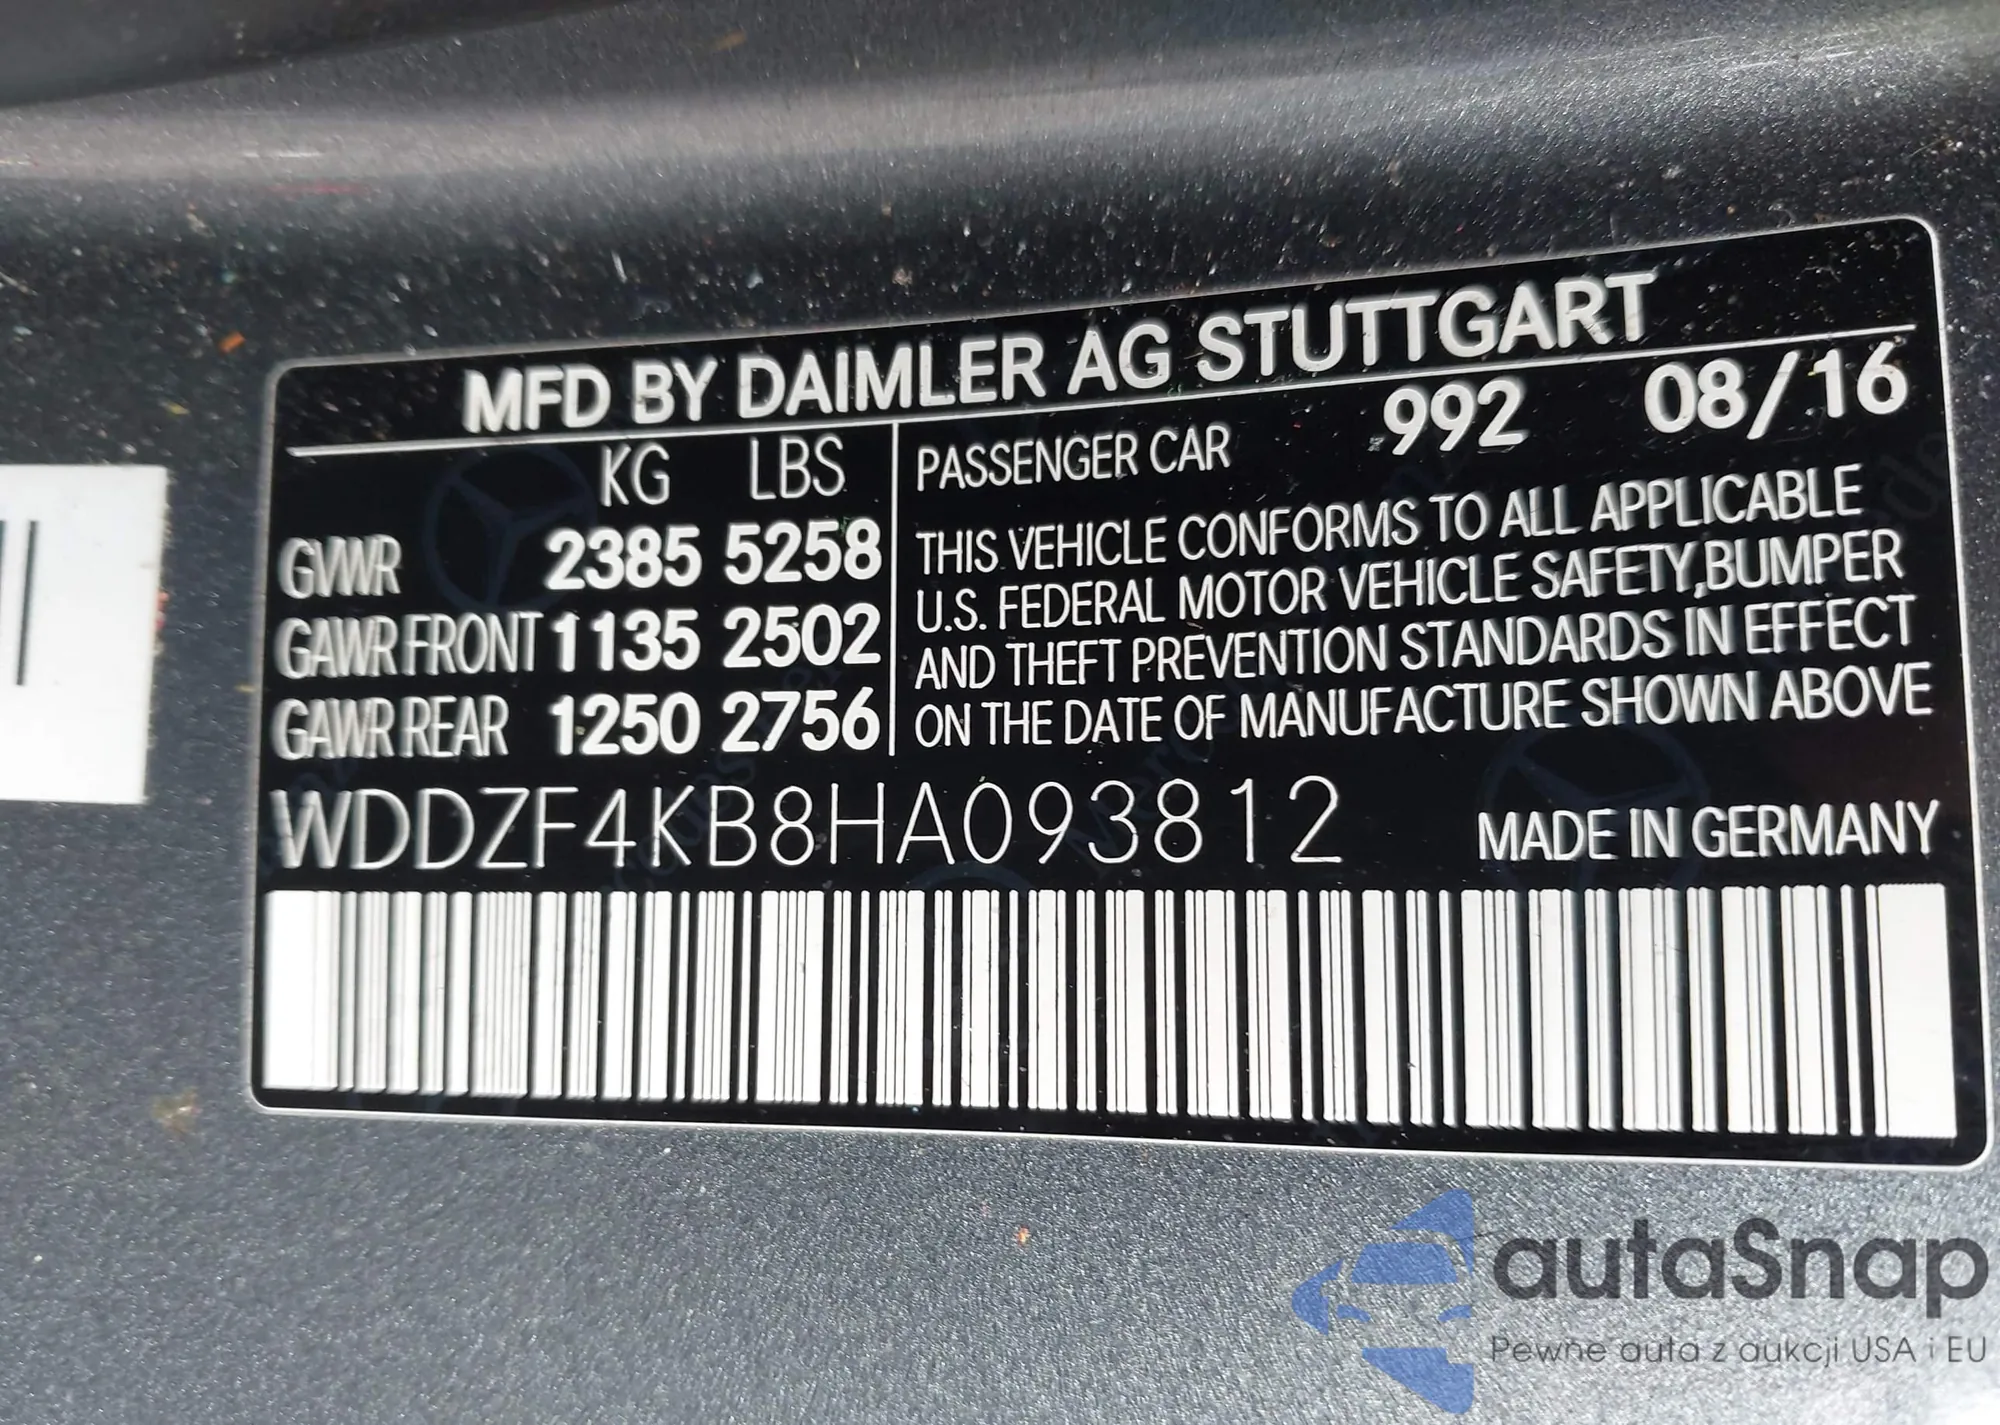 MFD BY DAIMLER AG STUTTGART
KG LBS
GVWR 2385 5258
GAWR FRONT 1135 2502
GAWR REAR 1250 2756
PASSENGER CAR 992 08/16
THIS VEHICLE CONFORMS TO ALL APPLICABLE
U.S. FEDERAL MOTOR VEHICLE SAFETY,BUMPER
AND THEFT PREVENTION STANDARDS IN EFFECT
ON THE DATE OF MANUFACTURE SHOWN ABOVE
WDDZF4KB8HA093812 MADE IN GERMANY
autaSnap
Pewne auta z aukcji USA i EU